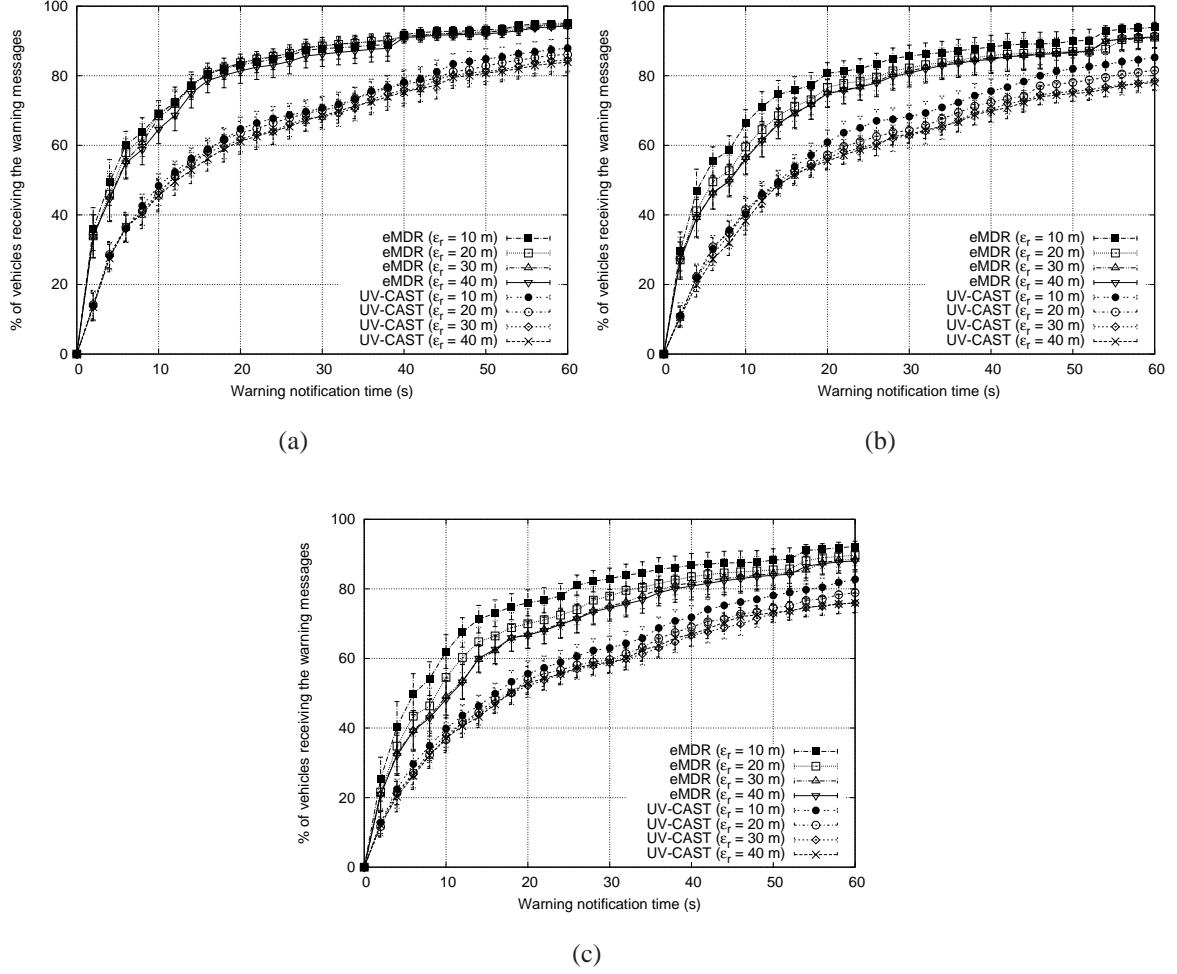 100
80
60
40
20
0
% of vehicles receiving the warning messages
eMDR (εr = 10 m)
eMDR (εr = 20 m)
eMDR (εr = 30 m)
eMDR (εr = 40 m)
UV-CAST (εr = 10 m)
UV-CAST (εr = 20 m)
UV-CAST (εr = 30 m)
UV-CAST (εr = 40 m)
0 10 20 30 40 50 60
Warning notification time (s)
(a)
100
80
60
40
20
0
% of vehicles receiving the warning messages
eMDR (εr = 10 m)
eMDR (εr = 20 m)
eMDR (εr = 30 m)
eMDR (εr = 40 m)
UV-CAST (εr = 10 m)
UV-CAST (εr = 20 m)
UV-CAST (εr = 30 m)
UV-CAST (εr = 40 m)
0 10 20 30 40 50 60
Warning notification time (s)
(b)
100
80
60
40
20
0
% of vehicles receiving the warning messages
eMDR (εr = 10 m)
eMDR (εr = 20 m)
eMDR (εr = 30 m)
eMDR (εr = 40 m)
UV-CAST (εr = 10 m)
UV-CAST (εr = 20 m)
UV-CAST (εr = 30 m)
UV-CAST (εr = 40 m)
0 10 20 30 40 50 60
Warning notification time (s)
(c)